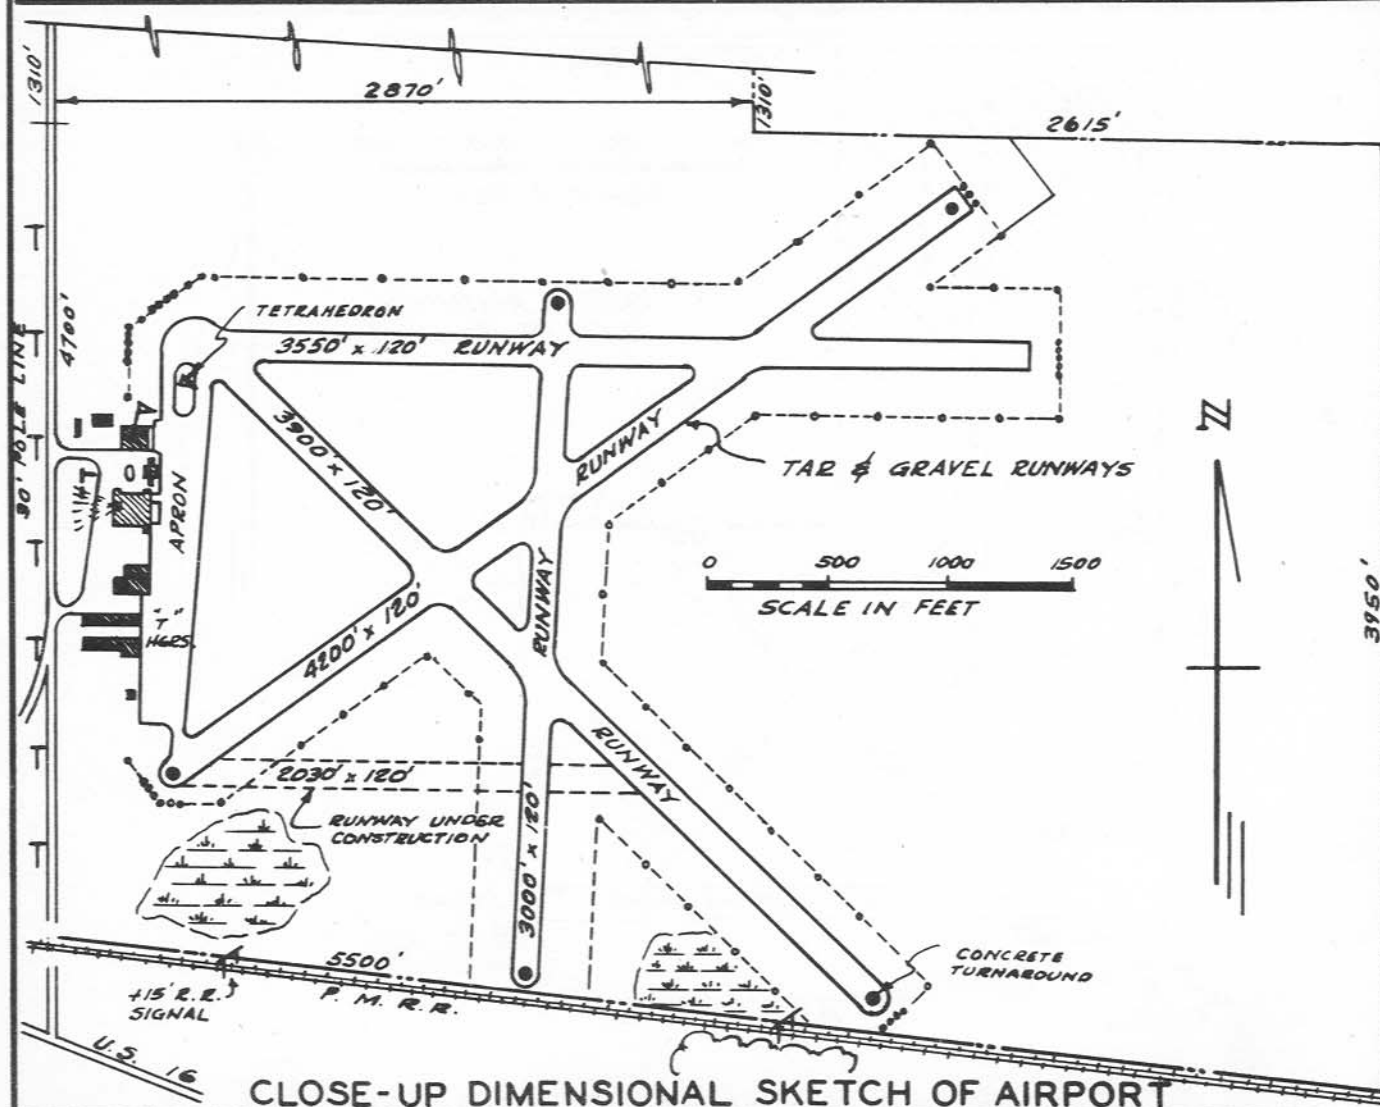 1310'
2870'
1310'
2615'
4700'
90' POLE LINE
TETRAHEDRON
3550' x 120' RUNWAY
3900' x 120'
RUNWAY
TAR & GRAVEL RUNWAYS
N
APRON
0 500 1000 1500
SCALE IN FEET
3950'
RUNWAY
4200' x 120'
"T"
HGRS.
RUNWAY
2030' x 120'
RUNWAY UNDER
CONSTRUCTION
3000' x 120'
CONCRETE
TURNAROUND
5500'
P. M. R. R.
+15' R.R.
SIGNAL
U.S. 16
CLOSE-UP DIMENSIONAL SKETCH OF AIRPORT